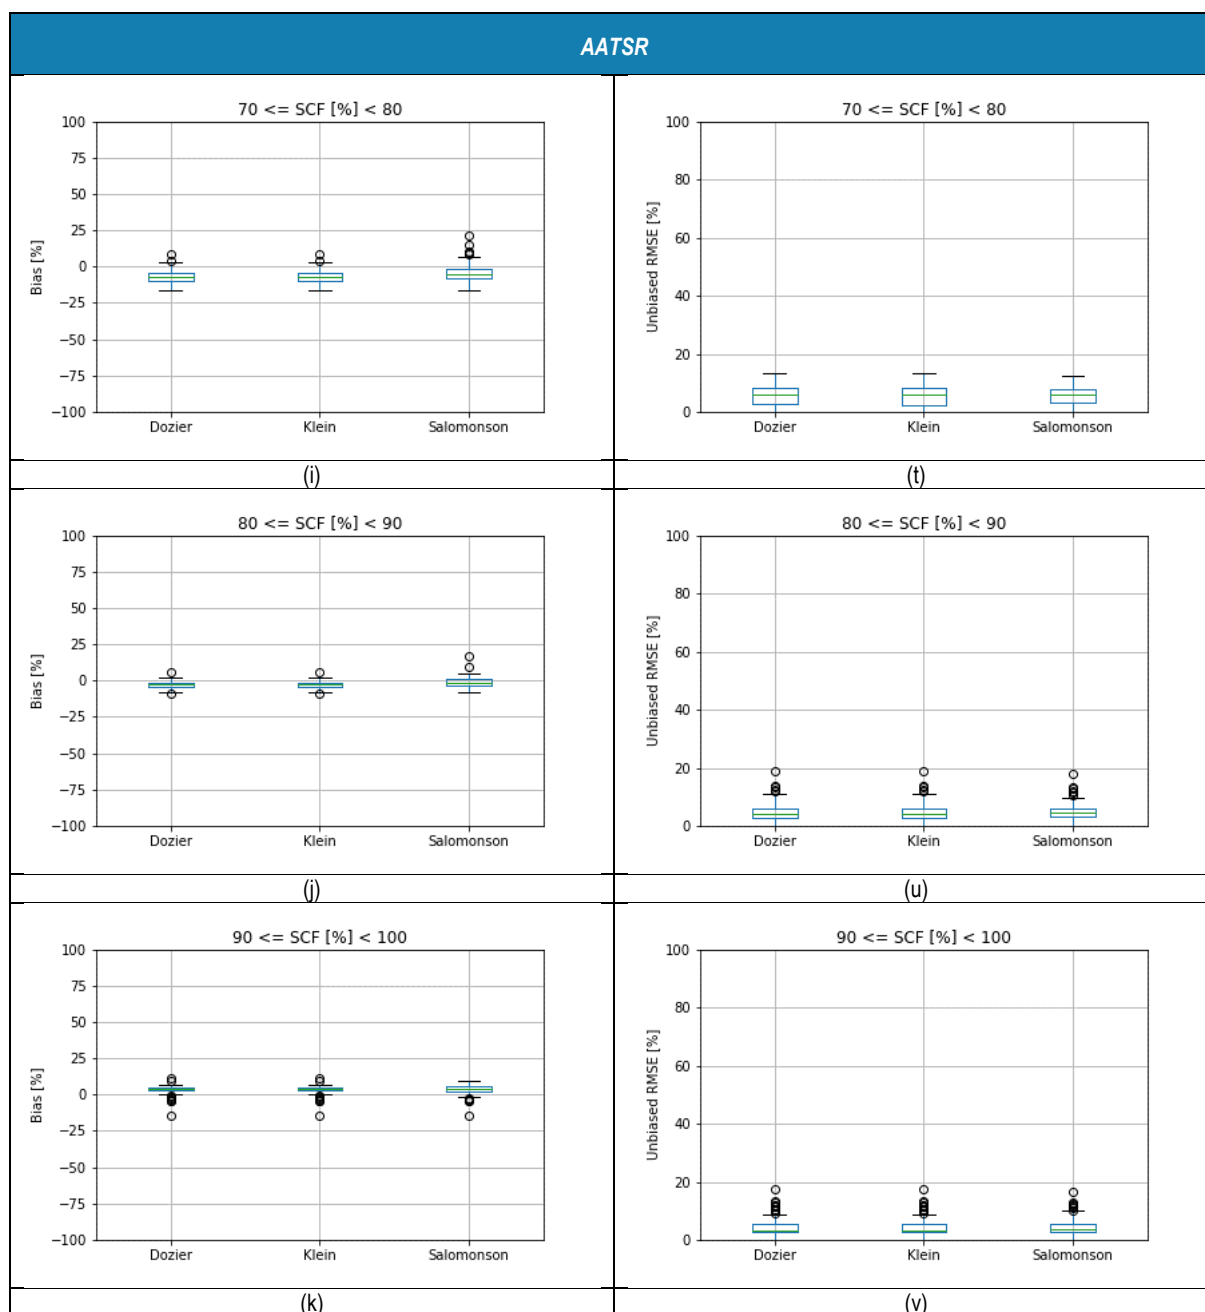 AATSR
70 <= SCF [%] < 80
100
75
50
25
0
−25
−50
−75
−100
Bias [%]
Dozier Klein Salomonson
(i)
70 <= SCF [%] < 80
100
80
60
40
20
0
Unbiased RMSE [%]
Dozier Klein Salomonson
(t)
80 <= SCF [%] < 90
100
75
50
25
0
−25
−50
−75
−100
Bias [%]
Dozier Klein Salomonson
(j)
80 <= SCF [%] < 90
100
80
60
40
20
0
Unbiased RMSE [%]
Dozier Klein Salomonson
(u)
90 <= SCF [%] < 100
100
75
50
25
0
−25
−50
−75
−100
Bias [%]
Dozier Klein Salomonson
(k)
90 <= SCF [%] < 100
100
80
60
40
20
0
Unbiased RMSE [%]
Dozier Klein Salomonson
(v)